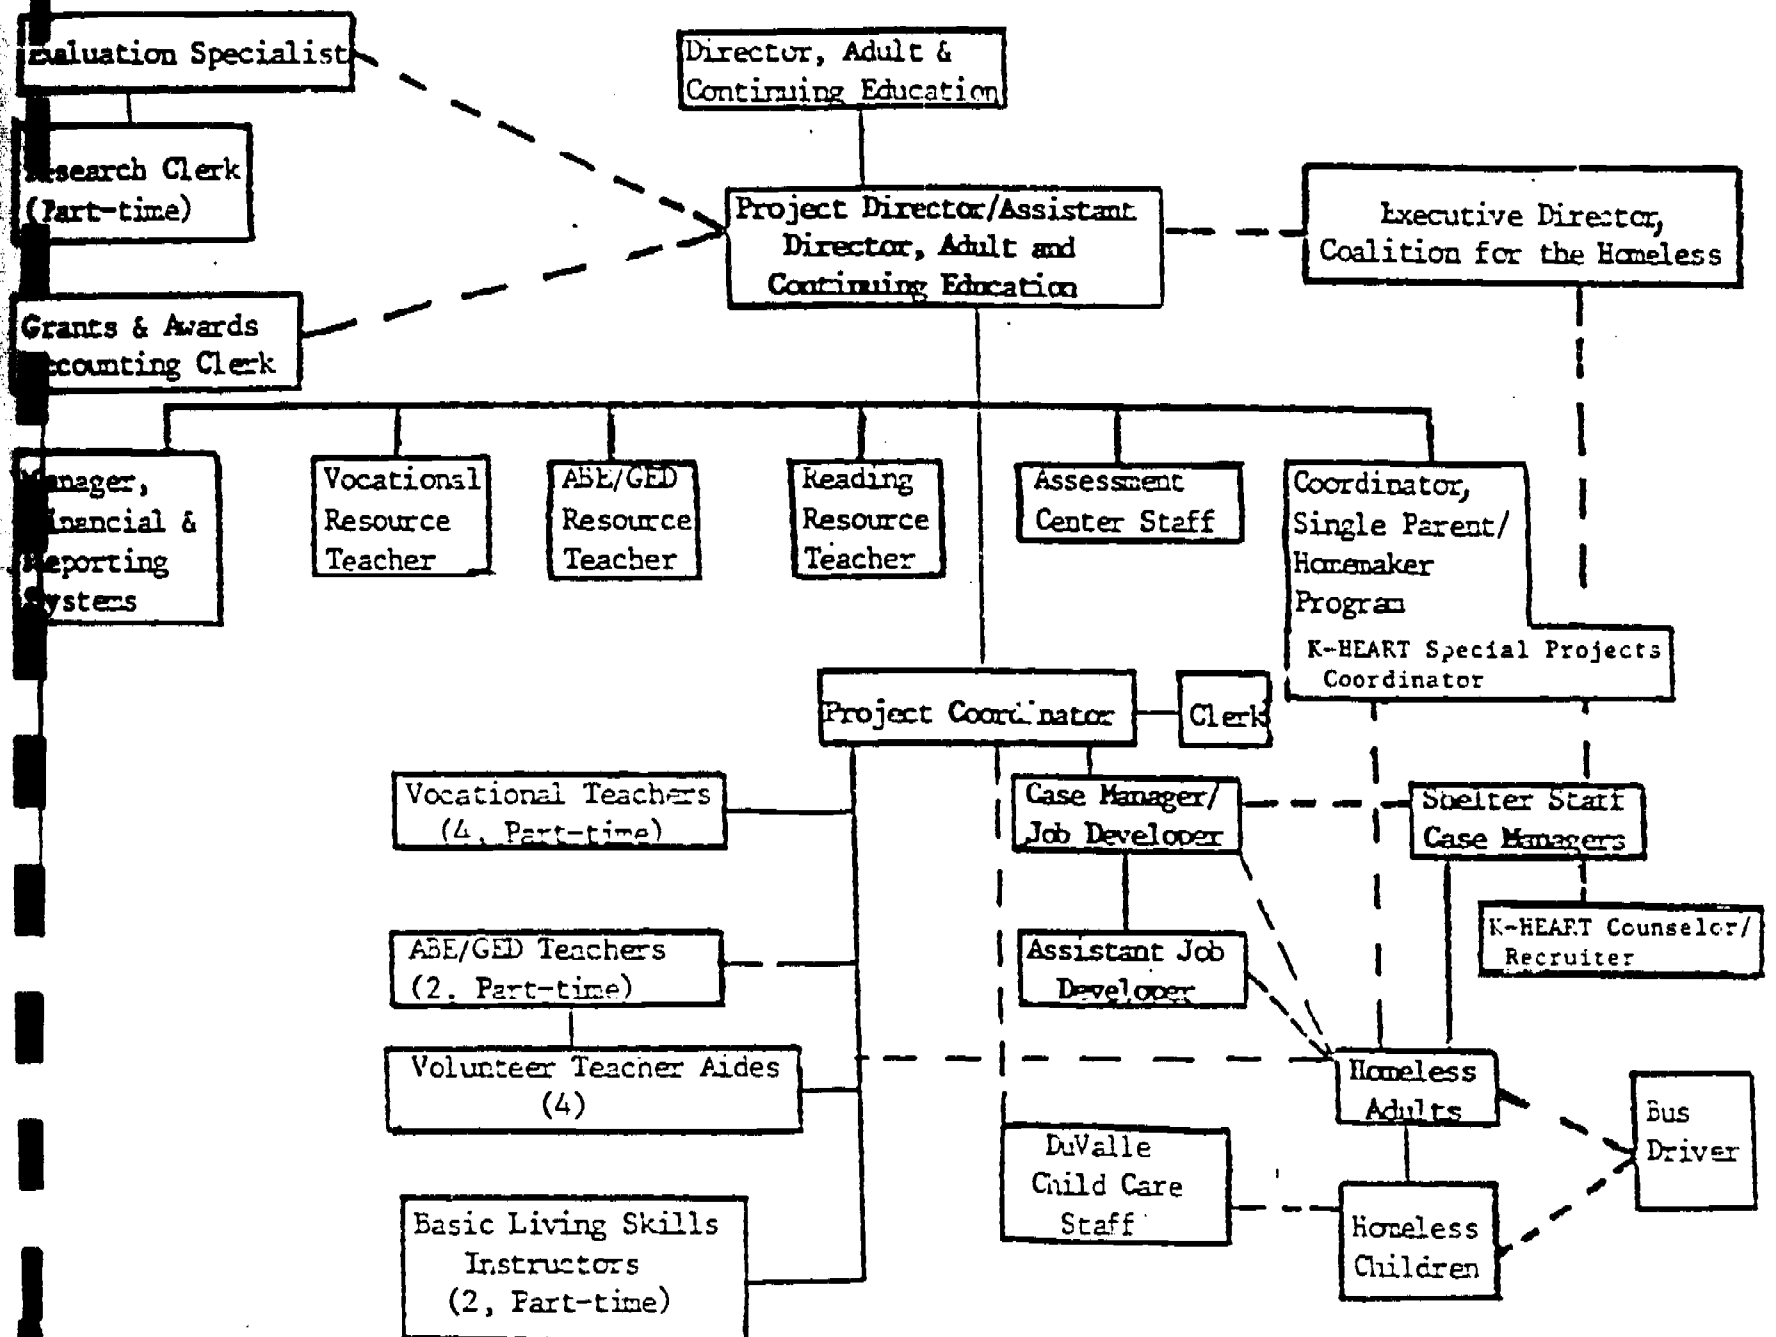 Evaluation Specialist
Director, Adult &
Continuing Education
Research Clerk
(Part-time)
Project Director/Assistant
Director, Adult and
Continuing Education
Executive Director,
Coalition for the Homeless
Grants & Awards
Accounting Clerk
Manager,
Financial &
Reporting
Systems
Vocational
Resource
Teacher
ABE/GED
Resource
Teacher
Reading
Resource
Teacher
Assessment
Center Staff
Coordinator,
Single Parent/
Homemaker
Program
K-HEART Special Projects
Coordinator
Project Coordinator
Clerk
Vocational Teachers
(4, Part-time)
Case Manager/
Job Developer
Shelter Staff
Case Managers
ABE/GED Teachers
(2, Part-time)
Assistant Job
Developer
K-HEART Counselor/
Recruiter
Volunteer Teacher Aides
(4)
Homeless
Adults
Bus
Driver
DuValle
Child Care
Staff
Basic Living Skills
Instructors
(2, Part-time)
Homeless
Children